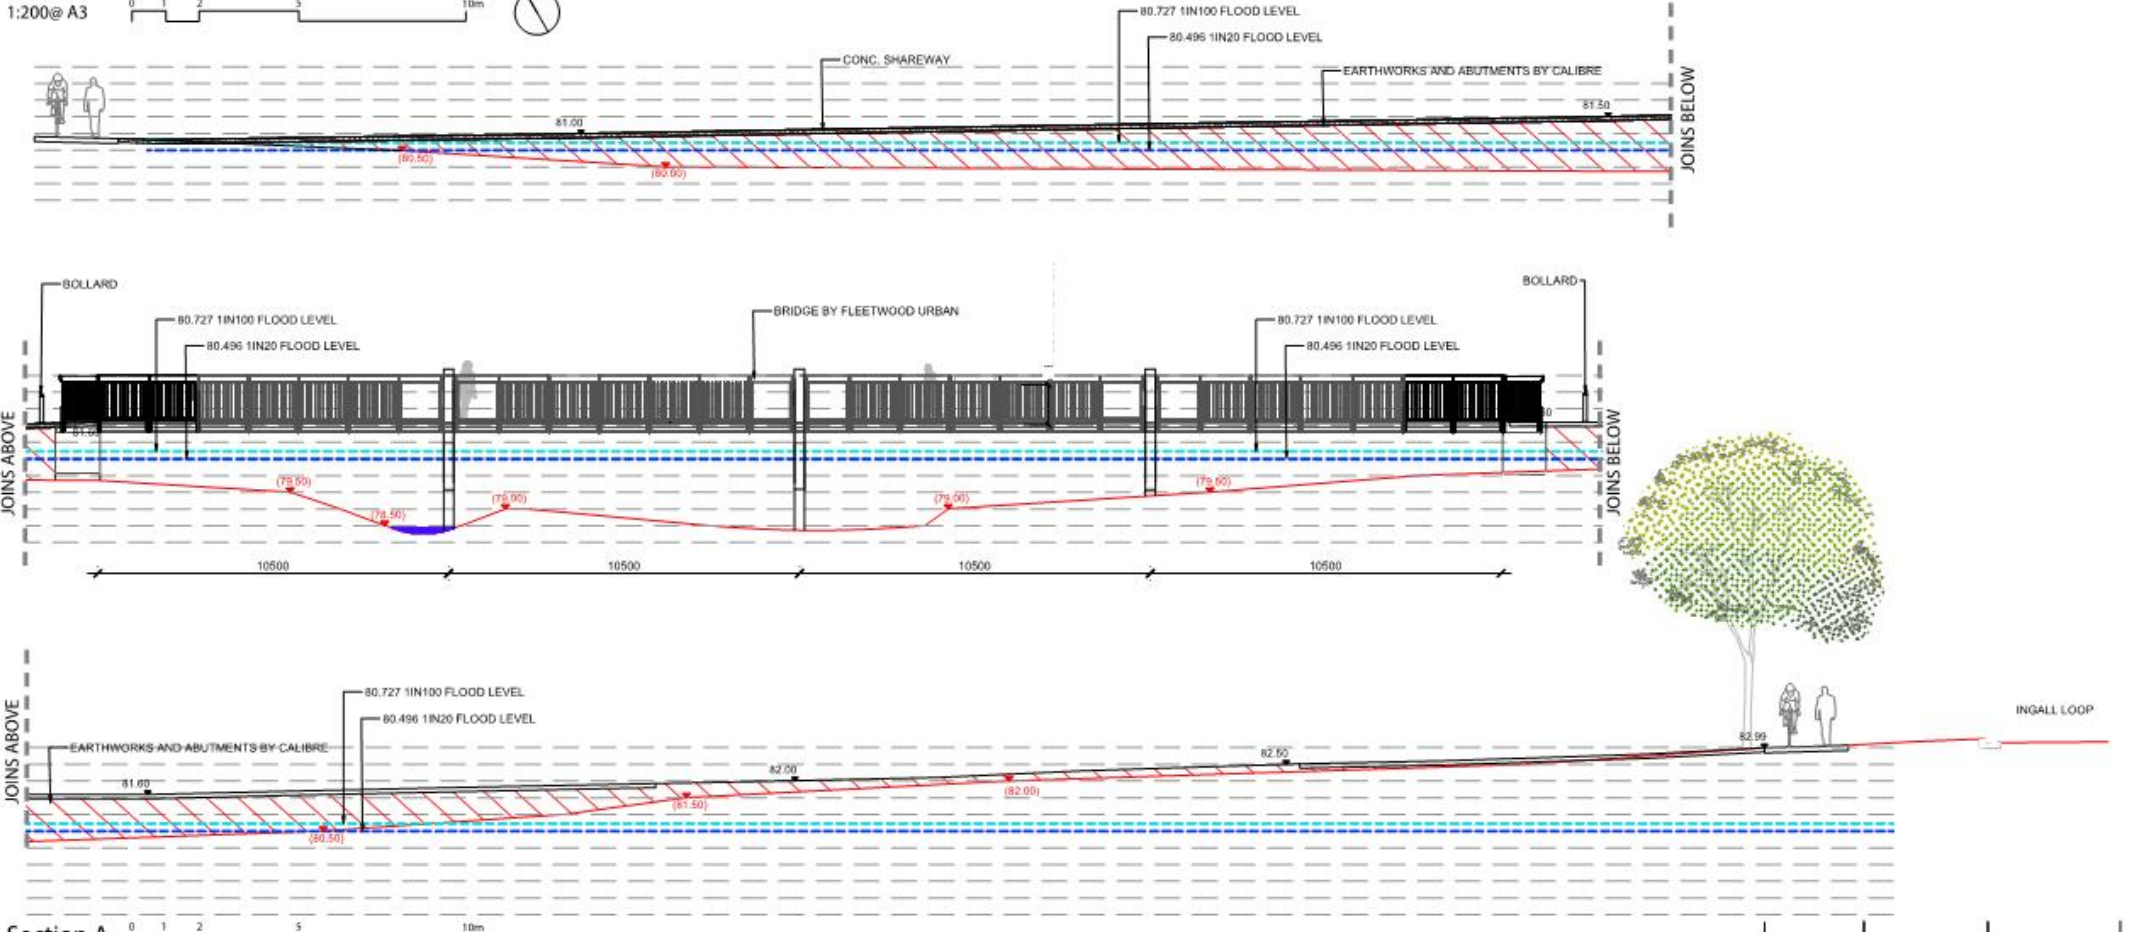 0 1 2 5 10m
1:200@ A3
80.727 1IN100 FLOOD LEVEL
80.496 1IN20 FLOOD LEVEL
CONC. SHAREWAY
EARTHWORKS AND ABUTMENTS BY CALIBRE
81.00
81.50
(80.50)
(80.00)
JOINS BELOW
BOLLARD
BOLLARD
80.727 1IN100 FLOOD LEVEL
80.496 1IN20 FLOOD LEVEL
BRIDGE BY FLEETWOOD URBAN
80.727 1IN100 FLOOD LEVEL
80.496 1IN20 FLOOD LEVEL
JOINS ABOVE
81.60
(79.50)
(78.50)
(79.00)
(79.00)
(79.50)
JOINS BELOW
10500 10500 10500 10500
JOINS ABOVE
80.727 1IN100 FLOOD LEVEL
80.496 1IN20 FLOOD LEVEL
EARTHWORKS AND ABUTMENTS BY CALIBRE
INGALL LOOP
81.60
82.00
82.50
82.99
(80.50)
(81.50)
(82.00)
0 1 2 5 10m
Section A